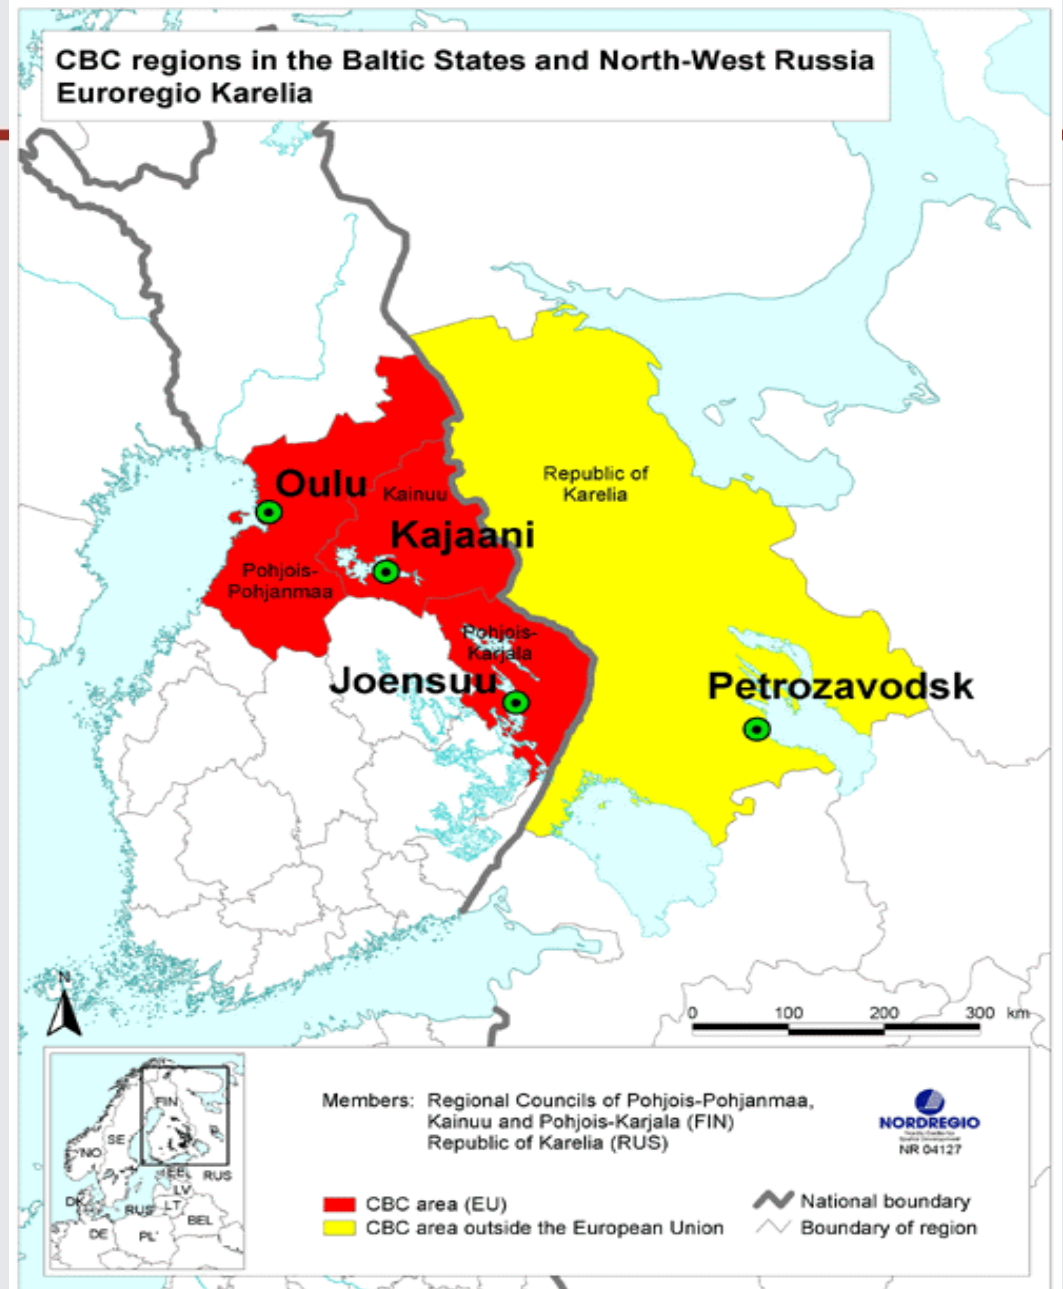 CBC regions in the Baltic States and North-West Russia
Euroregio Karelia
Republic of
Karelia
Oulu
Kainuu
Kajaani
Pohjois-
Pohjanmaa
Pohjois-
Karjala
Joensuu
Petrozavodsk
N
0 100 200 300 km
FIN
SE
NO
RUS
EE
LV
LT
DK
RUS
BEL
DE
PL
Members: Regional Councils of Pohjois-Pohjanmaa,
Kainuu and Pohjois-Karjala (FIN)
Republic of Karelia (RUS)
NORDREGIO
NR 04127
CBC area (EU)
CBC area outside the European Union
National boundary
Boundary of region